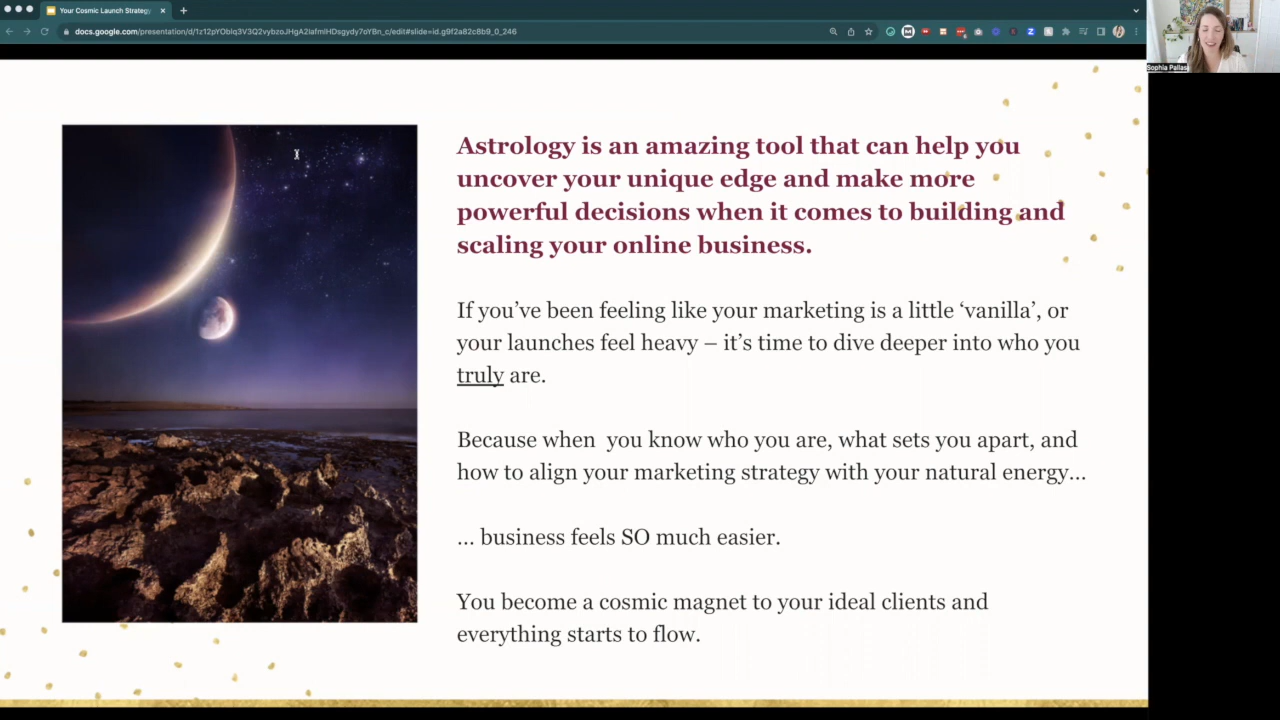 Your Cosmic Launch Strategy
docs.google.com/presentation/d/1z12pYOblq3V3Q2vybzoJHgA2iafmIHDsgydy7oYBn_c/edit#slide=id.g9f2a82c8b9_0_246
Sophia Pallas
Astrology is an amazing tool that can help you
uncover your unique edge and make more
powerful decisions when it comes to building and
scaling your online business.
If you’ve been feeling like your marketing is a little ‘vanilla’, or
your launches feel heavy – it’s time to dive deeper into who you
truly are.
Because when  you know who you are, what sets you apart, and
how to align your marketing strategy with your natural energy…
… business feels SO much easier.
You become a cosmic magnet to your ideal clients and
everything starts to flow.